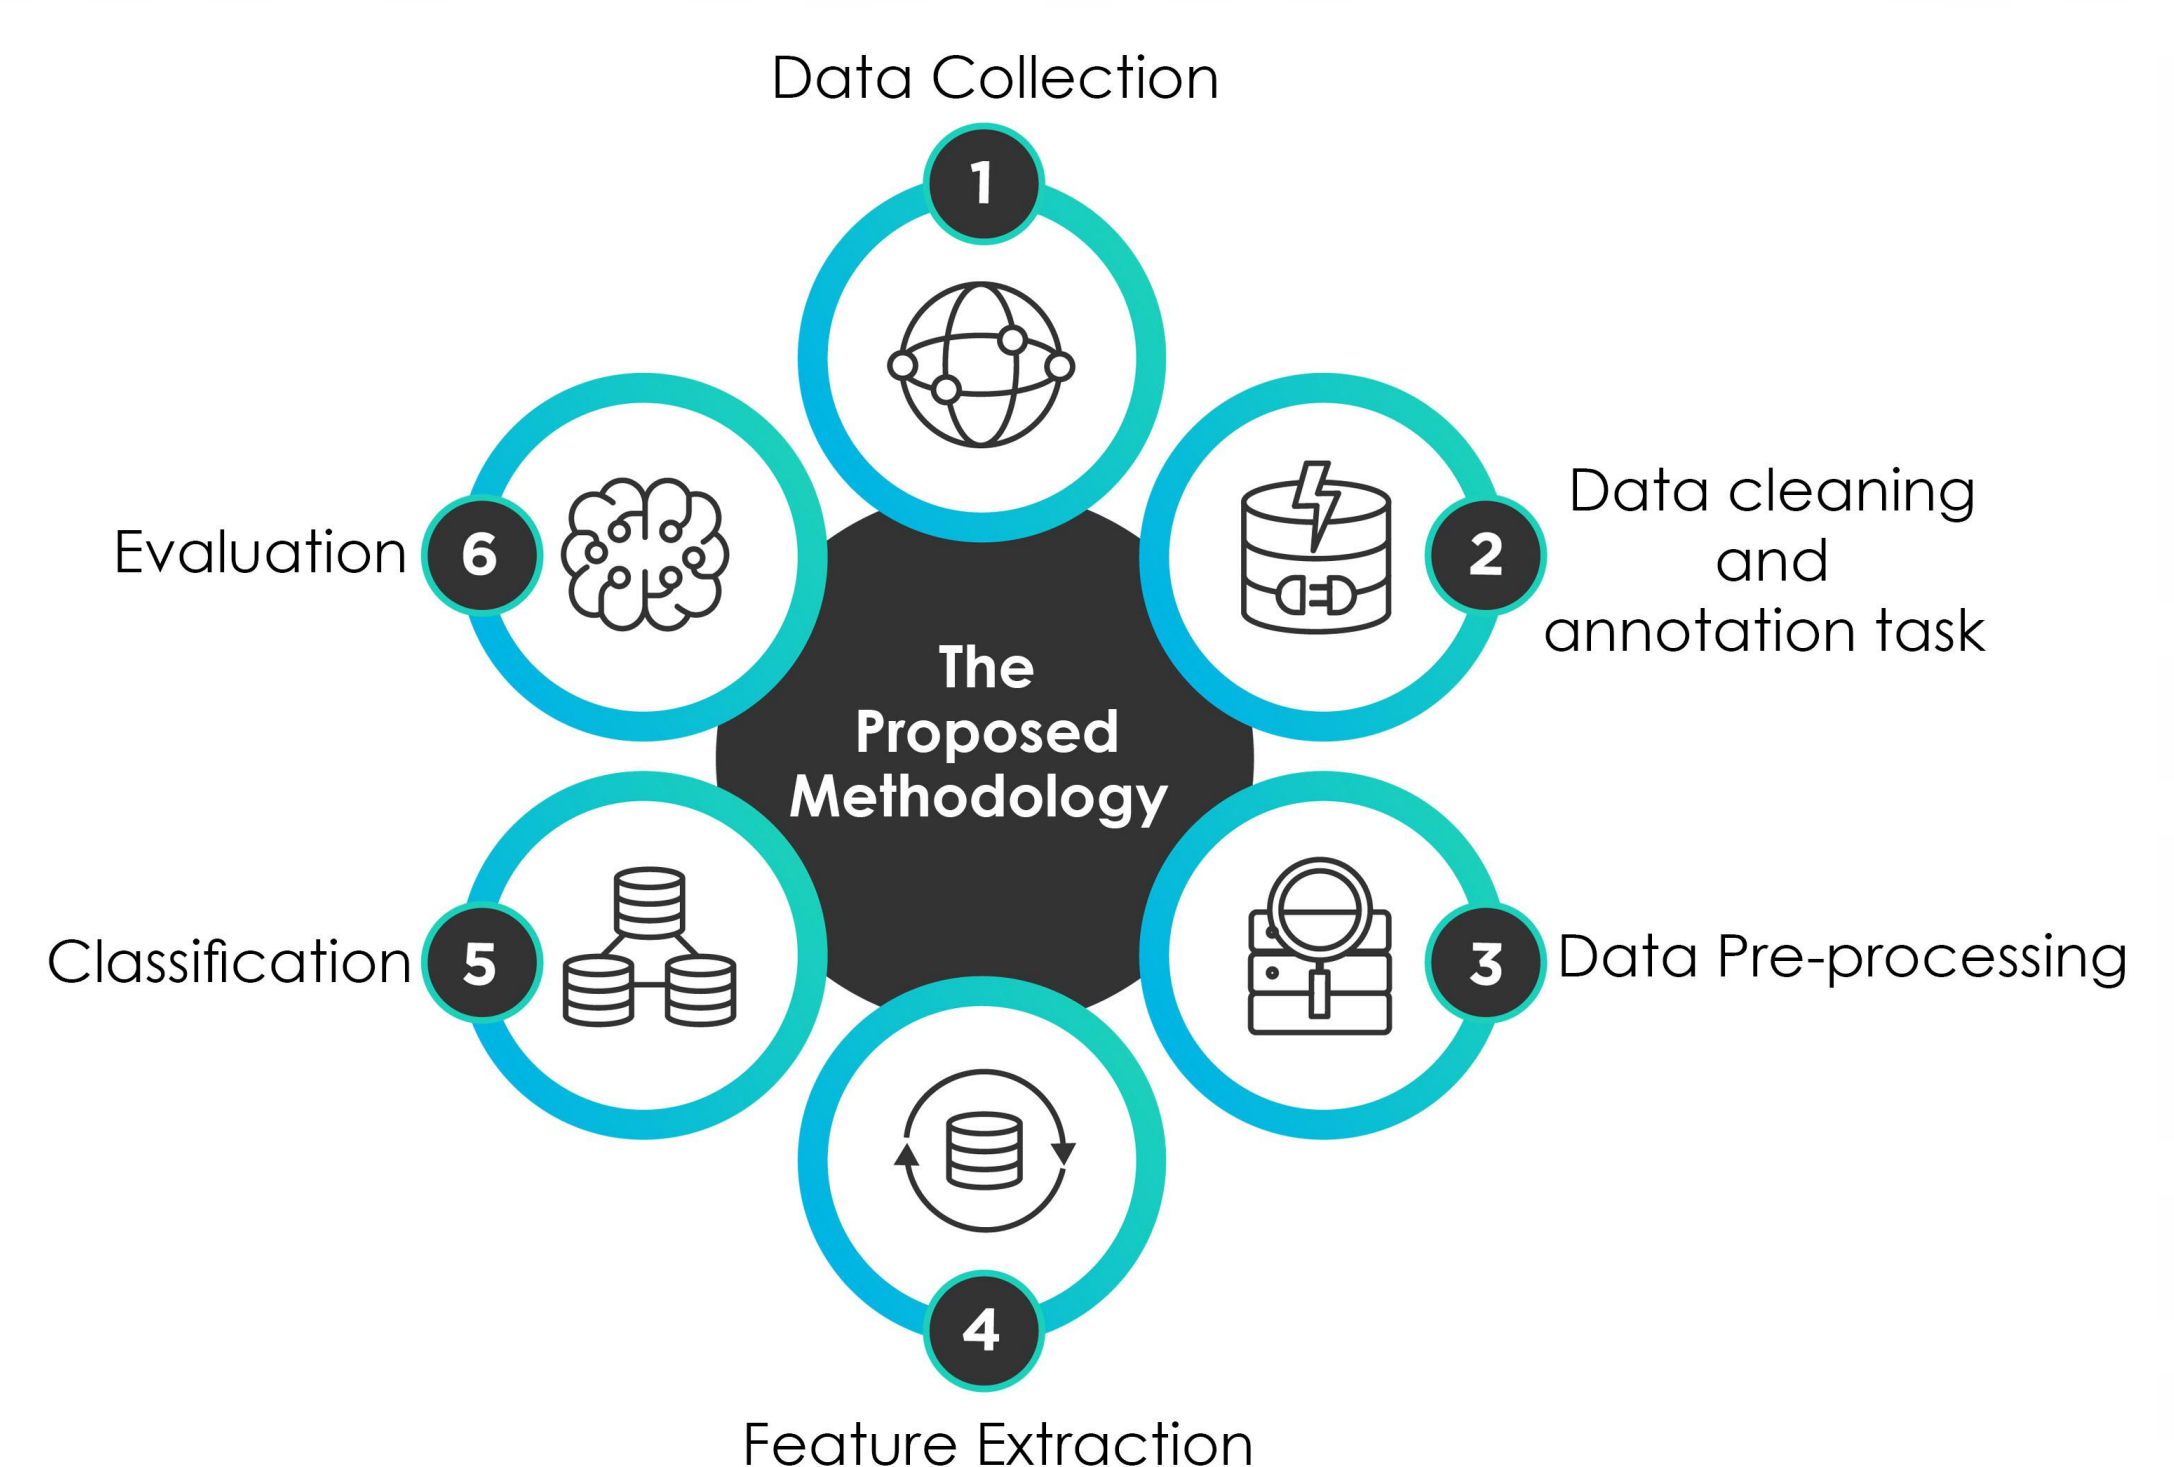 Data Collection
1
Data cleaning
and
annotation task
2
Data Pre-processing
3
Feature Extraction
4
Classification
5
Evaluation
6
The
Proposed
Methodology